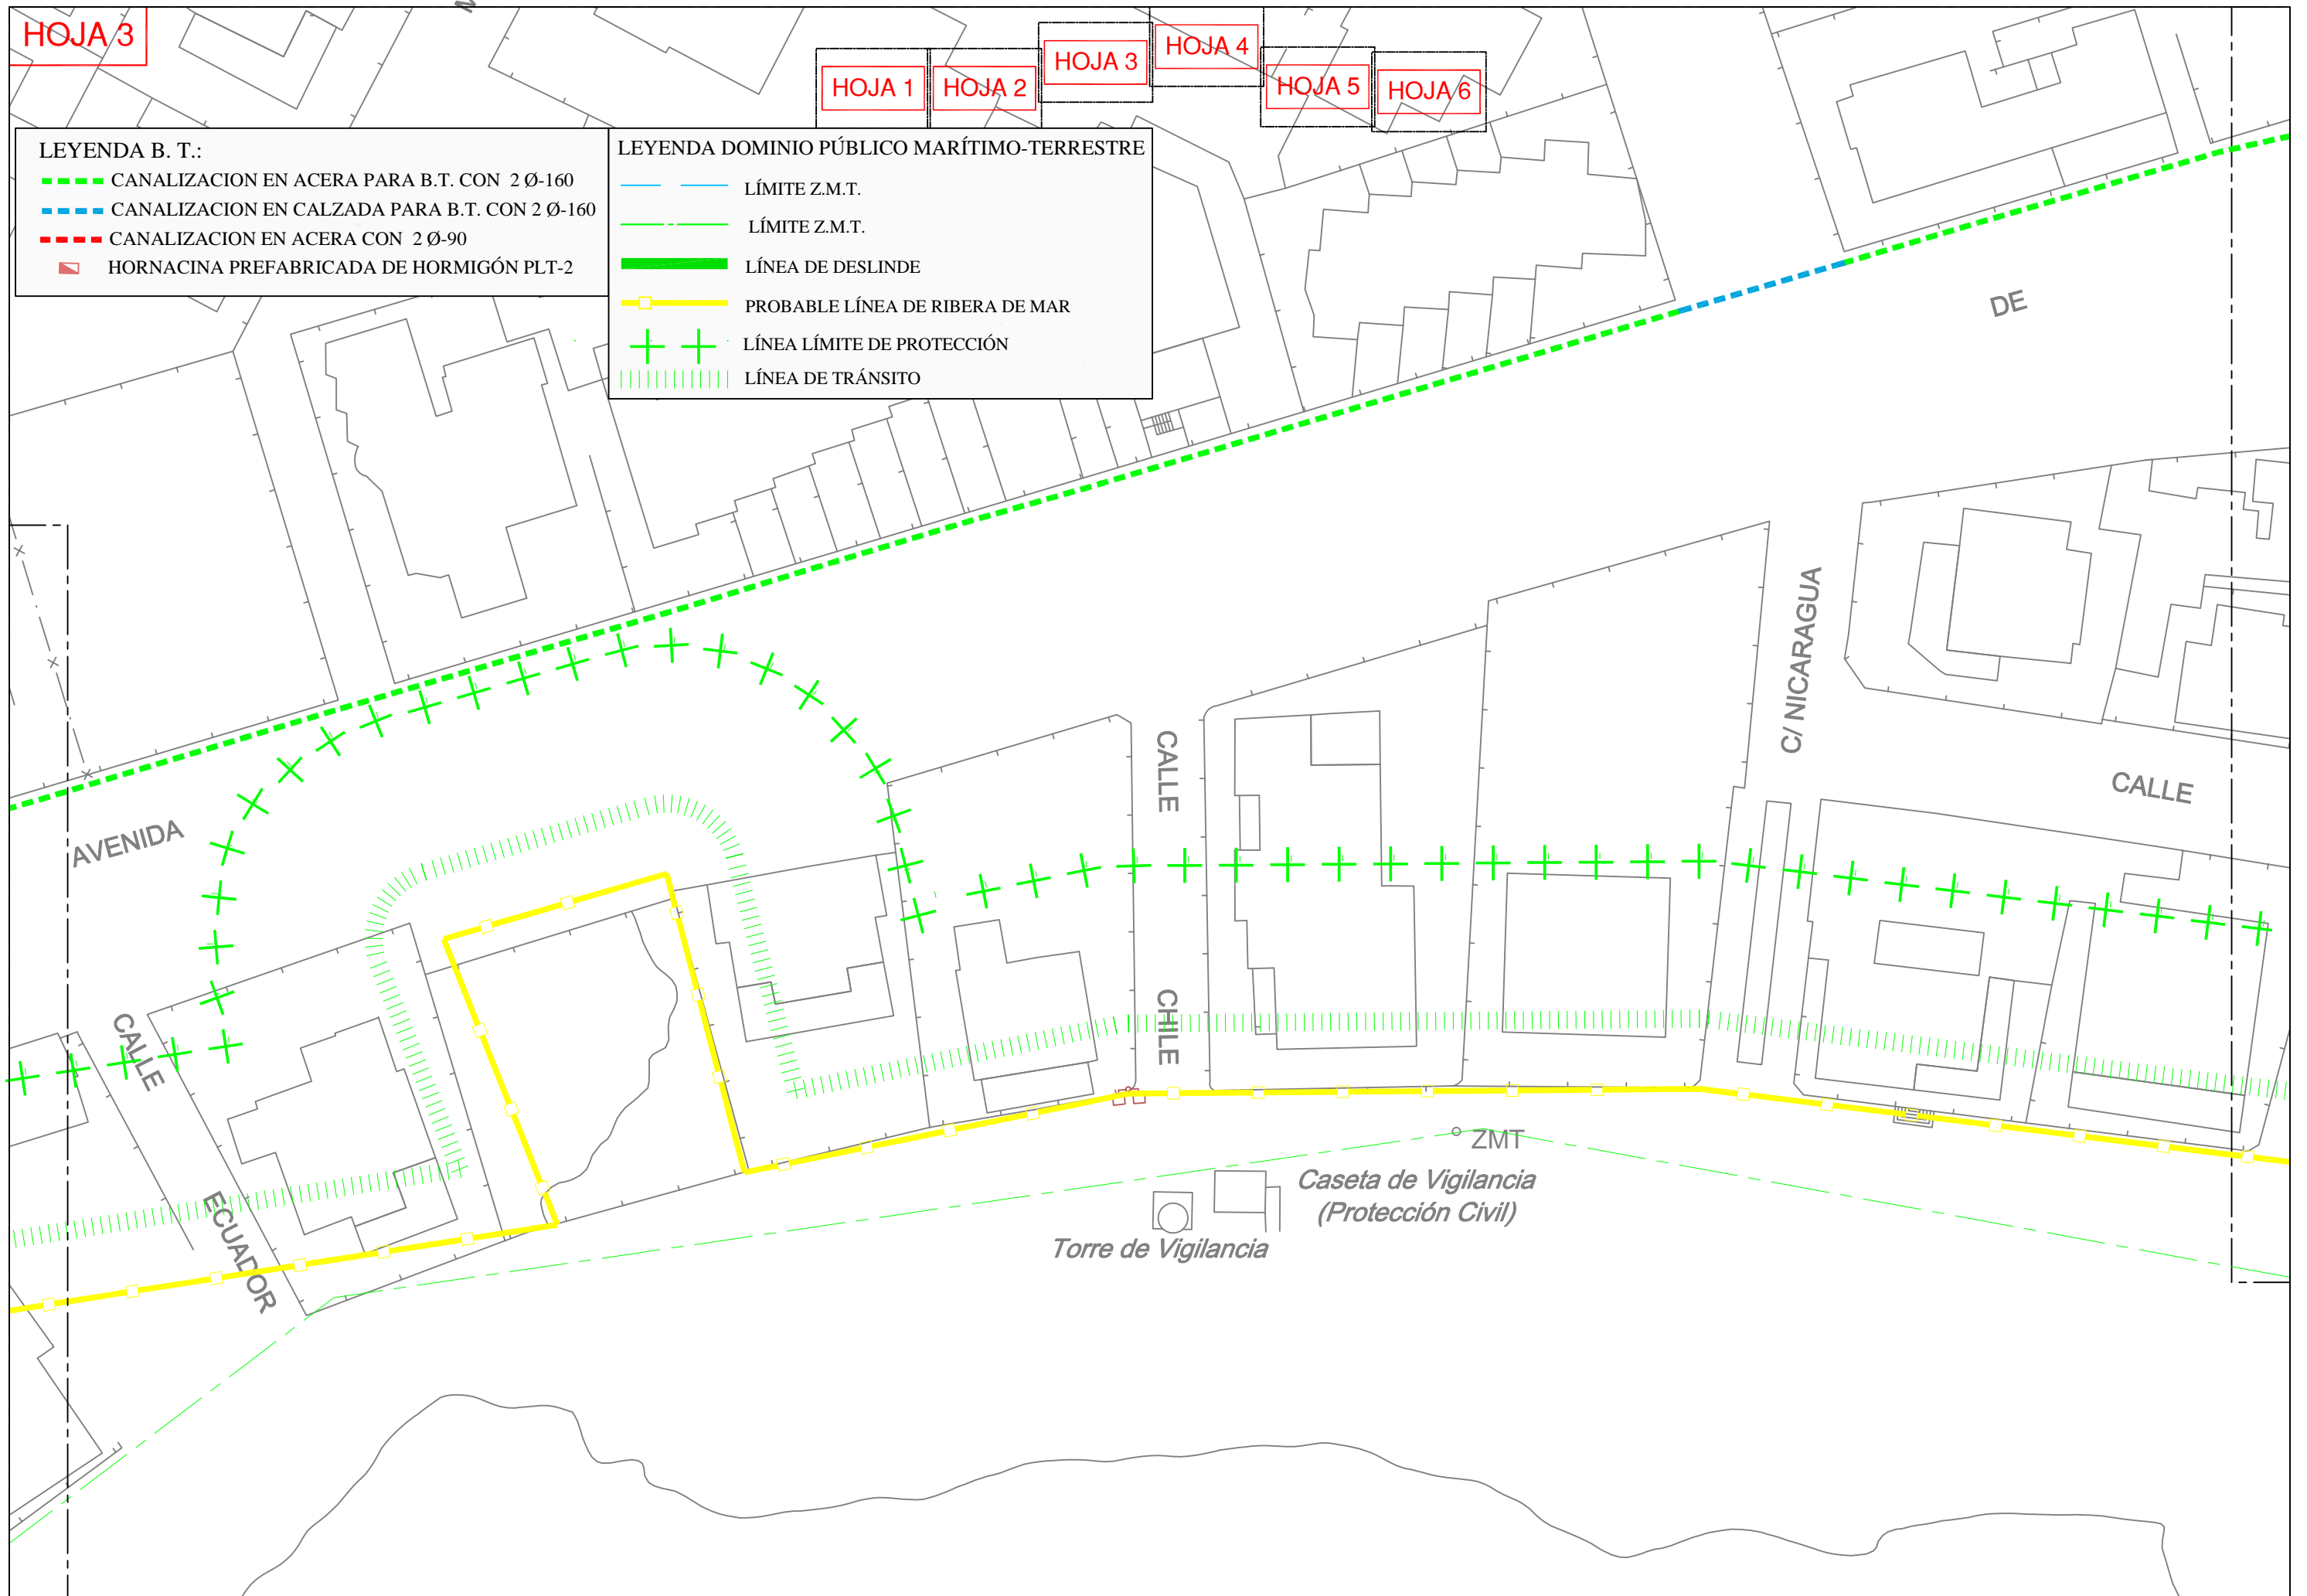 HOJA 3
HOJA 1
HOJA 2
HOJA 3
HOJA 4
HOJA 5
HOJA 6
LEYENDA B. T.:
CANALIZACION EN ACERA PARA B.T. CON 2 Ø-160
CANALIZACION EN CALZADA PARA B.T. CON 2 Ø-160
CANALIZACION EN ACERA CON 2 Ø-90
HORNACINA PREFABRICADA DE HORMIGÓN PLT-2
LEYENDA DOMINIO PÚBLICO MARÍTIMO-TERRESTRE
LÍMITE Z.M.T.
LÍMITE Z.M.T.
LÍNEA DE DESLINDE
PROBABLE LÍNEA DE RIBERA DE MAR
LÍNEA LÍMITE DE PROTECCIÓN
LÍNEA DE TRÁNSITO
DE
C/ NICARAGUA
CALLE
CALLE
CHILE
AVENIDA
CALLE
ECUADOR
ZMT
Caseta de Vigilancia
(Protección Civil)
Torre de Vigilancia